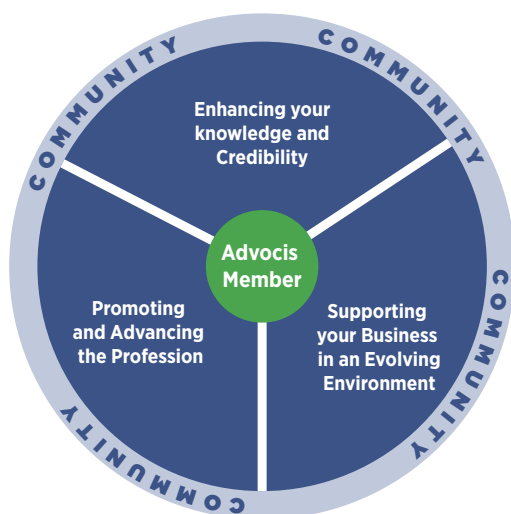 COMMUNITY
COMMUNITY
Enhancing your
knowledge and
Credibility
Advocis
Member
Promoting
and Advancing
the Profession
Supporting
your Business
in an Evolving
Environment
COMMUNITY
COMMUNITY